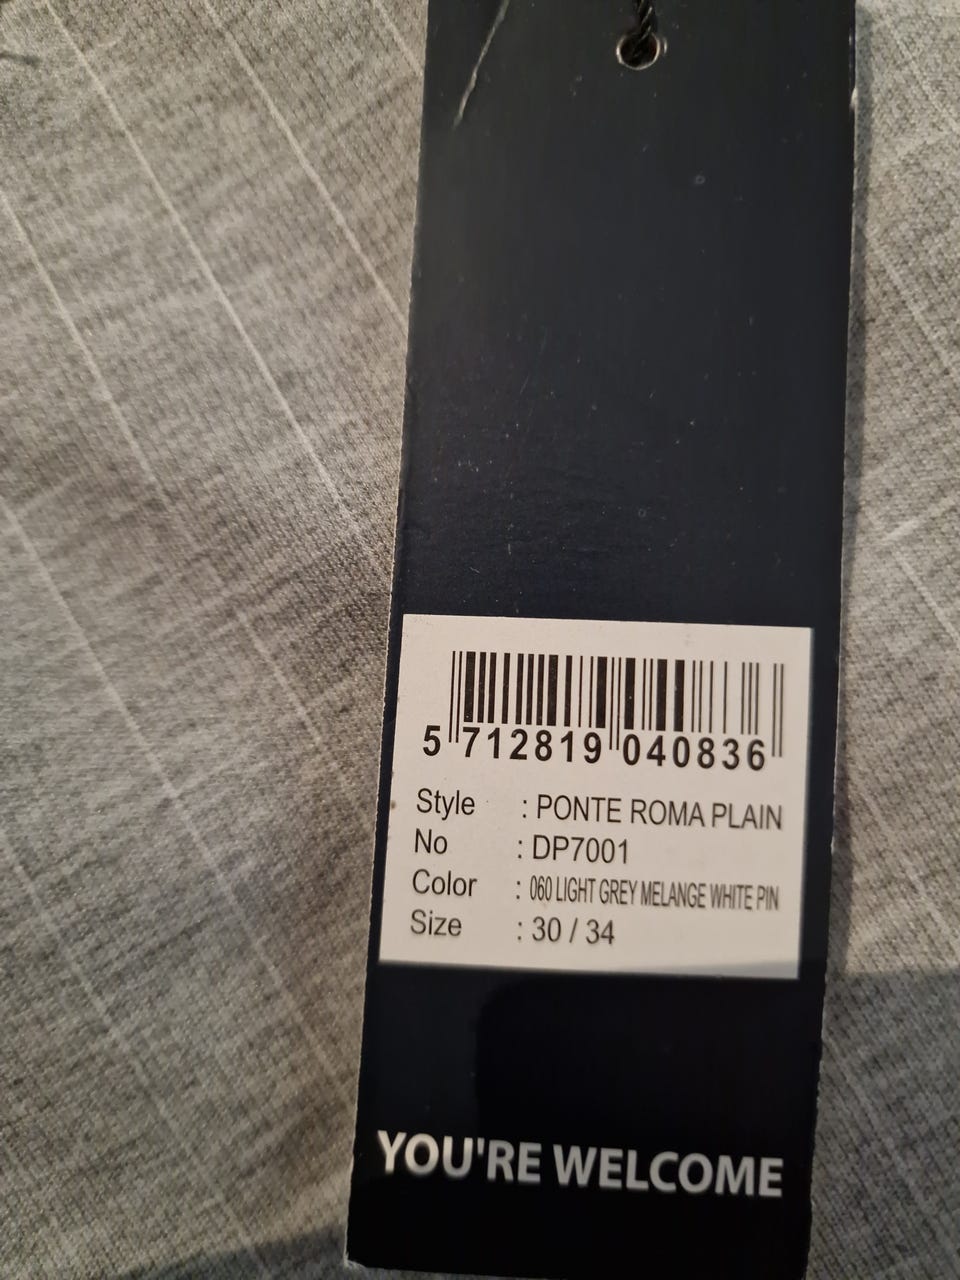 5 712819 040836
Style : PONTE ROMA PLAIN
No : DP7001
Color : 060 LIGHT GREY MELANGE WHITE PIN
Size : 30 / 34
YOU'RE WELCOME